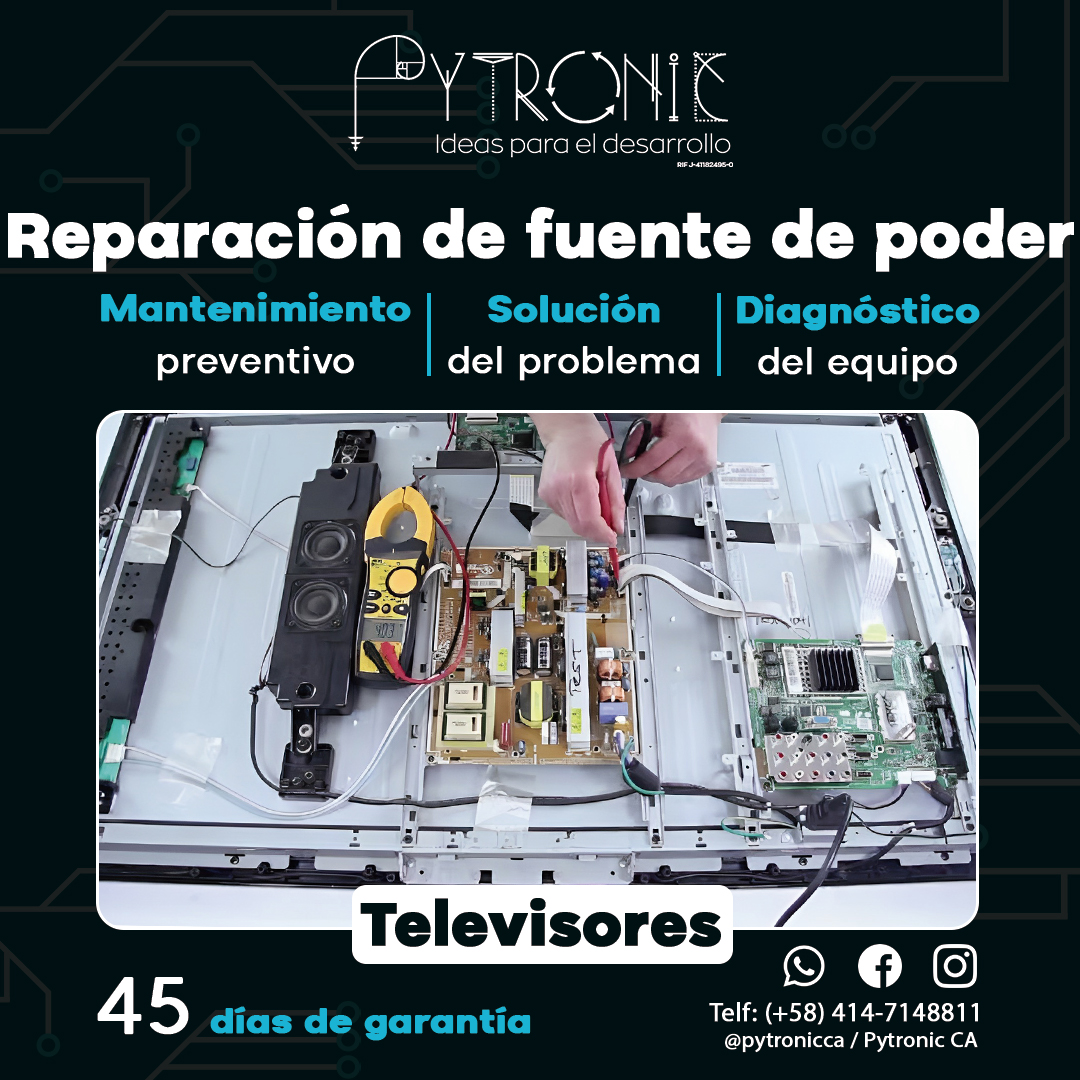 PYTRONIC
Ideas para el desarrollo
RIF J-41182495-0
Reparación de fuente de poder
Mantenimiento preventivo
Solución del problema
Diagnóstico del equipo
TEST
Televisores
45 días de garantía
Telf: (+58) 414-7148811
@pytronicca / Pytronic CA